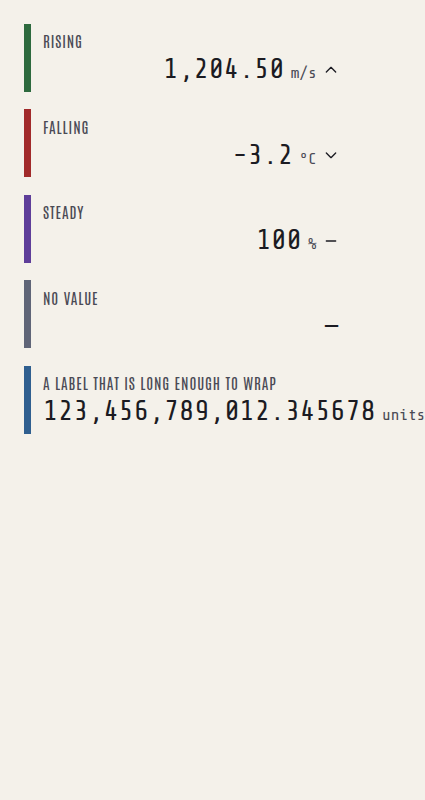 RISING
1,204.50 m/s
FALLING
−3.2 °C
STEADY
100 % —
NO VALUE
—
A LABEL THAT IS LONG ENOUGH TO WRAP
123,456,789,012.345678 units